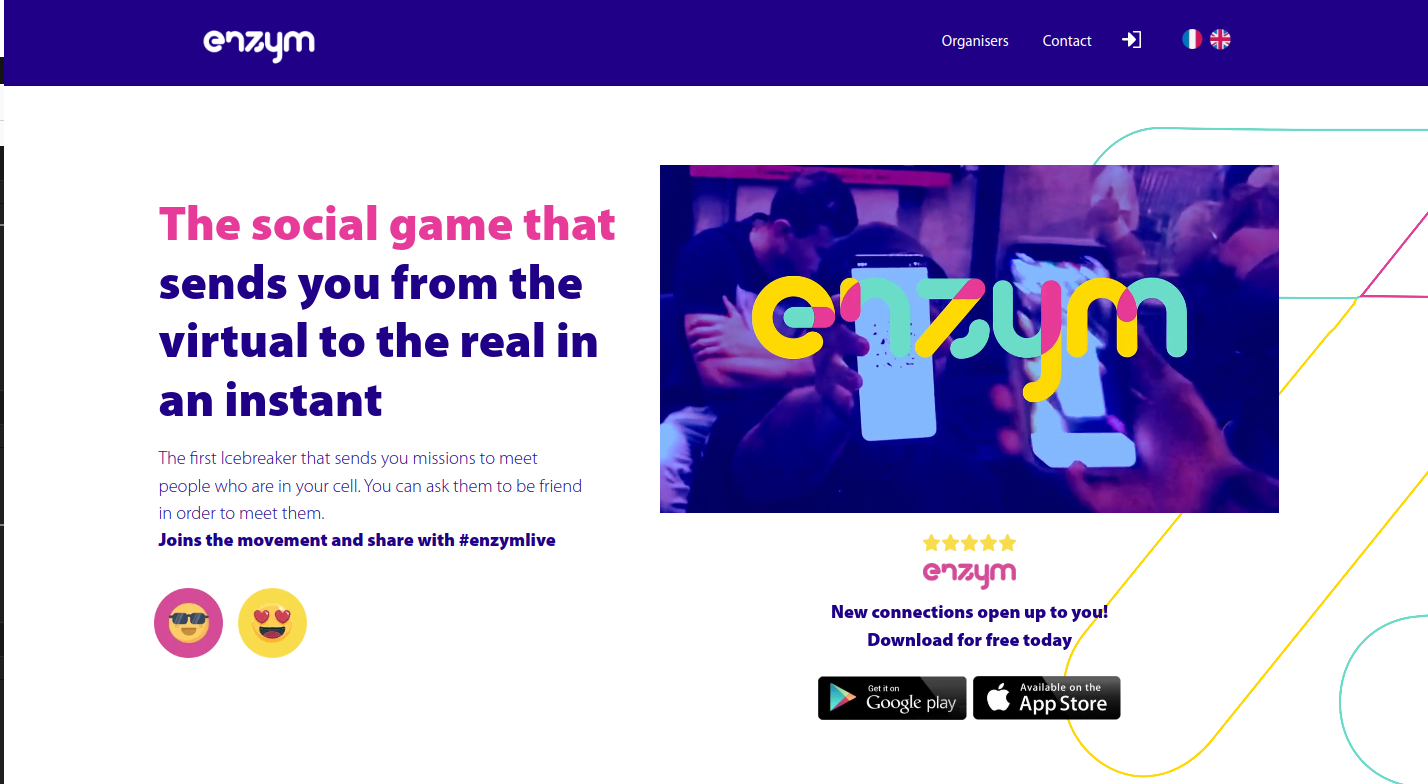 enzym
Organisers
Contact
The social game that
sends you from the
virtual to the real in
an instant
The first Icebreaker that sends you missions to meet
people who are in your cell. You can ask them to be friend
in order to meet them.
Joins the movement and share with #enzymlive
enzym
enzym
New connections open up to you!
Download for free today
Get it on
Google play
Available on the
App Store